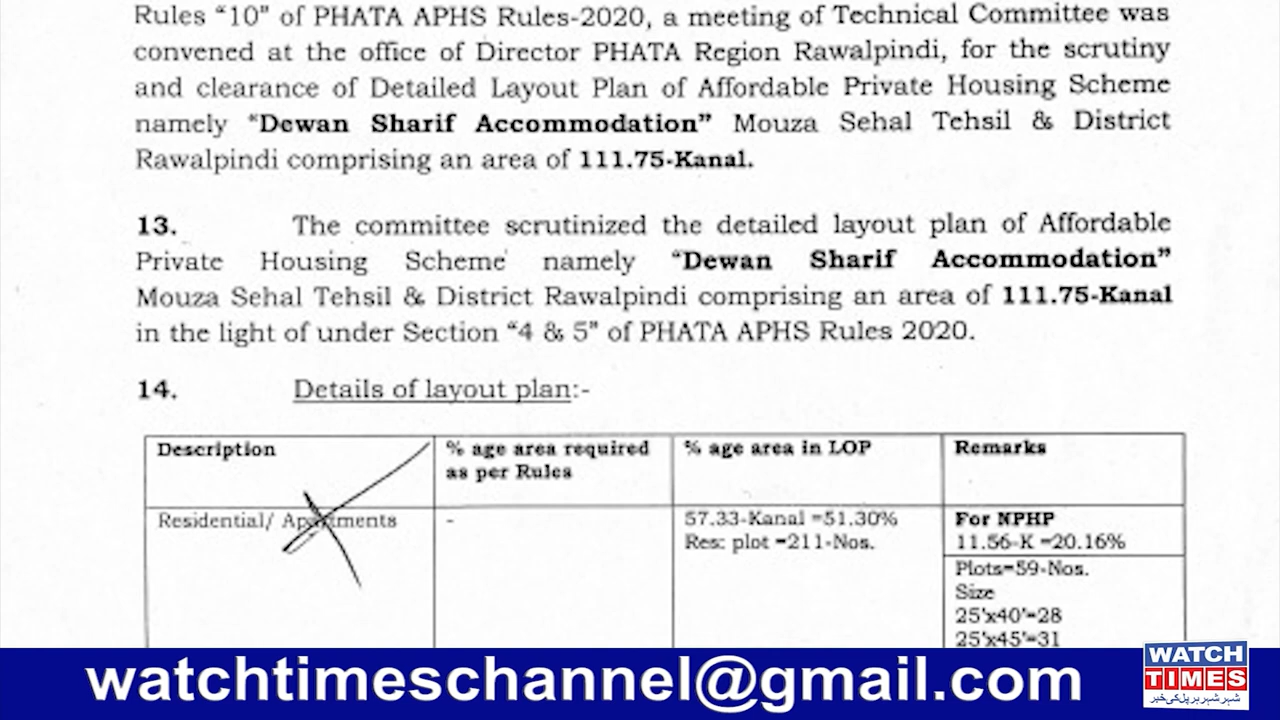 Rules “10” of PHATA APHS Rules-2020, a meeting of Technical Committee was
convened at the office of Director PHATA Region Rawalpindi, for the scrutiny
and clearance of Detailed Layout Plan of Affordable Private Housing Scheme
namely “Dewan Sharif Accommodation” Mouza Sehal Tehsil & District
Rawalpindi comprising an area of 111.75-Kanal.
13. The committee scrutinized the detailed layout plan of Affordable
Private Housing Scheme namely “Dewan Sharif Accommodation”
Mouza Sehal Tehsil & District Rawalpindi comprising an area of 111.75-Kanal
in the light of under Section “4 & 5” of PHATA APHS Rules 2020.
14. Details of layout plan:-
Description
% age area required
as per Rules
% age area in LOP
Remarks
Residential/ Apartments
-
57.33-Kanal =51.30%
Res: plot =211-Nos.
For NPHP
11.56-K =20.16%
Plots=59-Nos.
Size
25'x40'=28
25'x45'=31
watchtimeschannel@gmail.com
WATCH
TIMES
شہر شہر ہر پل کی خبر